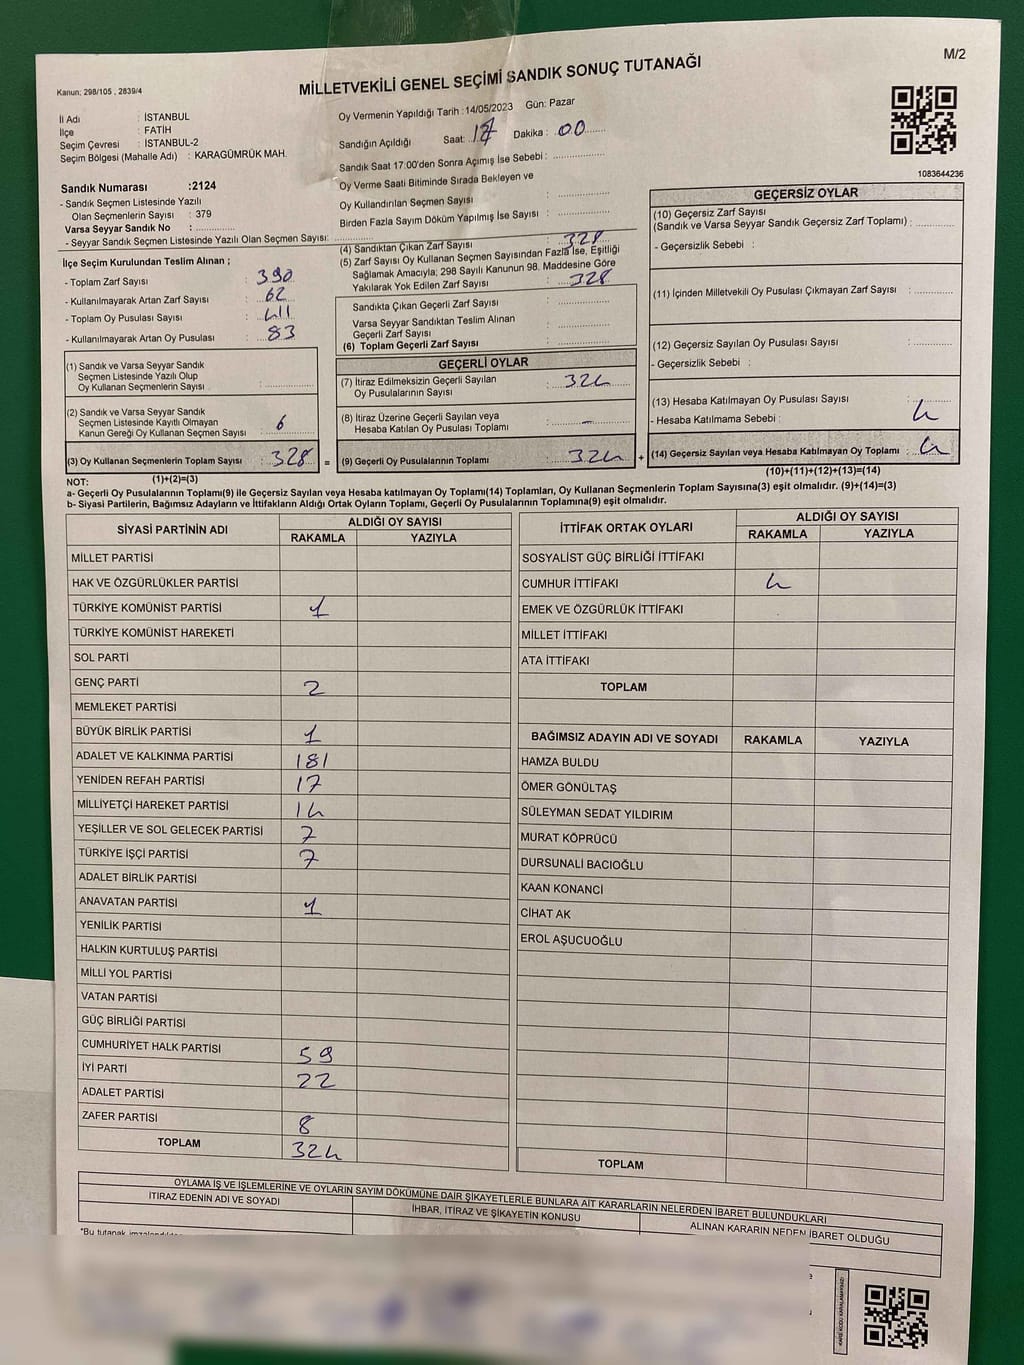 M/2
MİLLETVEKİLİ GENEL SEÇİMİ SANDIK SONUÇ TUTANAĞI
Kanun: 298/105 , 2839/4
İl Adı : İSTANBUL
İlçe : FATİH
Seçim Çevresi : İSTANBUL-2
Seçim Bölgesi (Mahalle Adı) : KARAGÜMRÜK MAH.
Oy Vermenin Yapıldığı Tarih : 14/05/2023 Gün: Pazar
Sandığın Açıldığı Saat: 17 Dakika : 00
Sandık Saat 17:00'den Sonra Açımış İse Sebebi :
Oy Verme Saati Bitiminde Sırada Bekleyen ve
Oy Kullandırılan Seçmen Sayısı :
Birden Fazla Sayım Döküm Yapılmış İse Sayısı :
1083644236
Sandık Numarası :2124
- Sandık Seçmen Listesinde Yazılı
Olan Seçmenlerin Sayısı : 379
Varsa Seyyar Sandık No :
- Seyyar Sandık Seçmen Listesinde Yazılı Olan Seçmen Sayısı:
İlçe Seçim Kurulundan Teslim Alınan ;
- Toplam Zarf Sayısı : 390
- Kullanılmayarak Artan Zarf Sayısı : 62
- Toplam Oy Pusulası Sayısı : 411
- Kullanılmayarak Artan Oy Pusulası : 83
(1) Sandık ve Varsa Seyyar Sandık
Seçmen Listesinde Yazılı Olup
Oy Kullanan Seçmenlerin Sayısı :
(2) Sandık ve Varsa Seyyar Sandık
Seçmen Listesinde Kayıtlı Olmayan
Kanun Gereği Oy Kullanan Seçmen Sayısı : 6
(3) Oy Kullanan Seçmenlerin Toplam Sayısı : 328 =
(4) Sandıktan Çıkan Zarf Sayısı : 328
(5) Zarf Sayısı Oy Kullanan Seçmen Sayısından Fazla İse, Eşitliği
Sağlamak Amacıyla; 298 Sayılı Kanunun 98. Maddesine Göre
Yakılarak Yok Edilen Zarf Sayısı : 328
Sandıkta Çıkan Geçerli Zarf Sayısı :
Varsa Seyyar Sandıktan Teslim Alınan
Geçerli Zarf Sayısı :
(6) Toplam Geçerli Zarf Sayısı :
GEÇERLİ OYLAR
(7) İtiraz Edilmeksizin Geçerli Sayılan
Oy Pusulalarının Sayısı : 324
(8) İtiraz Üzerine Geçerli Sayılan veya
Hesaba Katılan Oy Pusulası Toplamı : -
(9) Geçerli Oy Pusulalarının Toplamı : 324 +
GEÇERSİZ OYLAR
(10) Geçersiz Zarf Sayısı
(Sandık ve Varsa Seyyar Sandık Geçersiz Zarf Toplamı) :
- Geçersizlik Sebebi :
(11) İçinden Milletvekili Oy Pusulası Çıkmayan Zarf Sayısı :
(12) Geçersiz Sayılan Oy Pusulası Sayısı :
- Geçersizlik Sebebi :
(13) Hesaba Katılmayan Oy Pusulası Sayısı :
- Hesaba Katılmama Sebebi : 4
(14) Geçersiz Sayılan veya Hesaba Katılmayan Oy Toplamı : 4
(10)+(11)+(12)+(13)=(14)
NOT: (1)+(2)=(3)
a- Geçerli Oy Pusulalarının Toplamı(9) ile Geçersiz Sayılan veya Hesaba katılmayan Oy Toplamı(14) Toplamları, Oy Kullanan Seçmenlerin Toplam Sayısına(3) eşit olmalıdır. (9)+(14)=(3)
b- Siyasi Partilerin, Bağımsız Adayların ve İttifakların Aldığı Oyların Toplamı, Geçerli Oy Pusulalarının Toplamına(9) eşit olmalıdır.
SİYASİ PARTİNİN ADI ALDIĞI OY SAYISI
RAKAMLA YAZIYLA
MİLLET PARTİSİ
HAK VE ÖZGÜRLÜKLER PARTİSİ
TÜRKİYE KOMÜNİST PARTİSİ 1
TÜRKİYE KOMÜNİST HAREKETİ
SOL PARTİ
GENÇ PARTİ 2
MEMLEKET PARTİSİ
BÜYÜK BİRLİK PARTİSİ 1
ADALET VE KALKINMA PARTİSİ 181
YENİDEN REFAH PARTİSİ 17
MİLLİYETÇİ HAREKET PARTİSİ 14
YEŞİLLER VE SOL GELECEK PARTİSİ 7
TÜRKİYE İŞÇİ PARTİSİ 7
ADALET BİRLİK PARTİSİ
ANAVATAN PARTİSİ 1
YENİLİK PARTİSİ
HALKIN KURTULUŞ PARTİSİ
MİLLİ YOL PARTİSİ
VATAN PARTİSİ
GÜÇ BİRLİĞİ PARTİSİ
CUMHURİYET HALK PARTİSİ 59
İYİ PARTİ 22
ADALET PARTİSİ
ZAFER PARTİSİ 8
TOPLAM 324
İTTİFAK ORTAK OYLARI ALDIĞI OY SAYISI
RAKAMLA YAZIYLA
SOSYALİST GÜÇ BİRLİĞİ İTTİFAKI
CUMHUR İTTİFAKI 4
EMEK VE ÖZGÜRLÜK İTTİFAKI
MİLLET İTTİFAKI
ATA İTTİFAKI
TOPLAM
BAĞIMSIZ ADAYIN ADI VE SOYADI RAKAMLA YAZIYLA
HAMZA BULDU
ÖMER GÖNÜLTAŞ
SÜLEYMAN SEDAT YILDIRIM
MURAT KÖPRÜCÜ
DURSUNALİ BACIOĞLU
KAAN KONANCİ
CİHAT AK
EROL AŞUCUOĞLU
TOPLAM
OYLAMA İŞ VE İŞLEMLERİNE VE OYLARIN SAYIM DÖKÜMÜNE DAİR ŞİKAYETLERLE BUNLARA AİT KARARLARIN NELERDEN İBARET BULUNDUKLARI
İTİRAZ EDENİN ADI VE SOYADI İHBAR, İTİRAZ VE ŞİKAYETİN KONUSU ALINAN KARARIN NEDEN İBARET OLDUĞU
*Bu tutanak